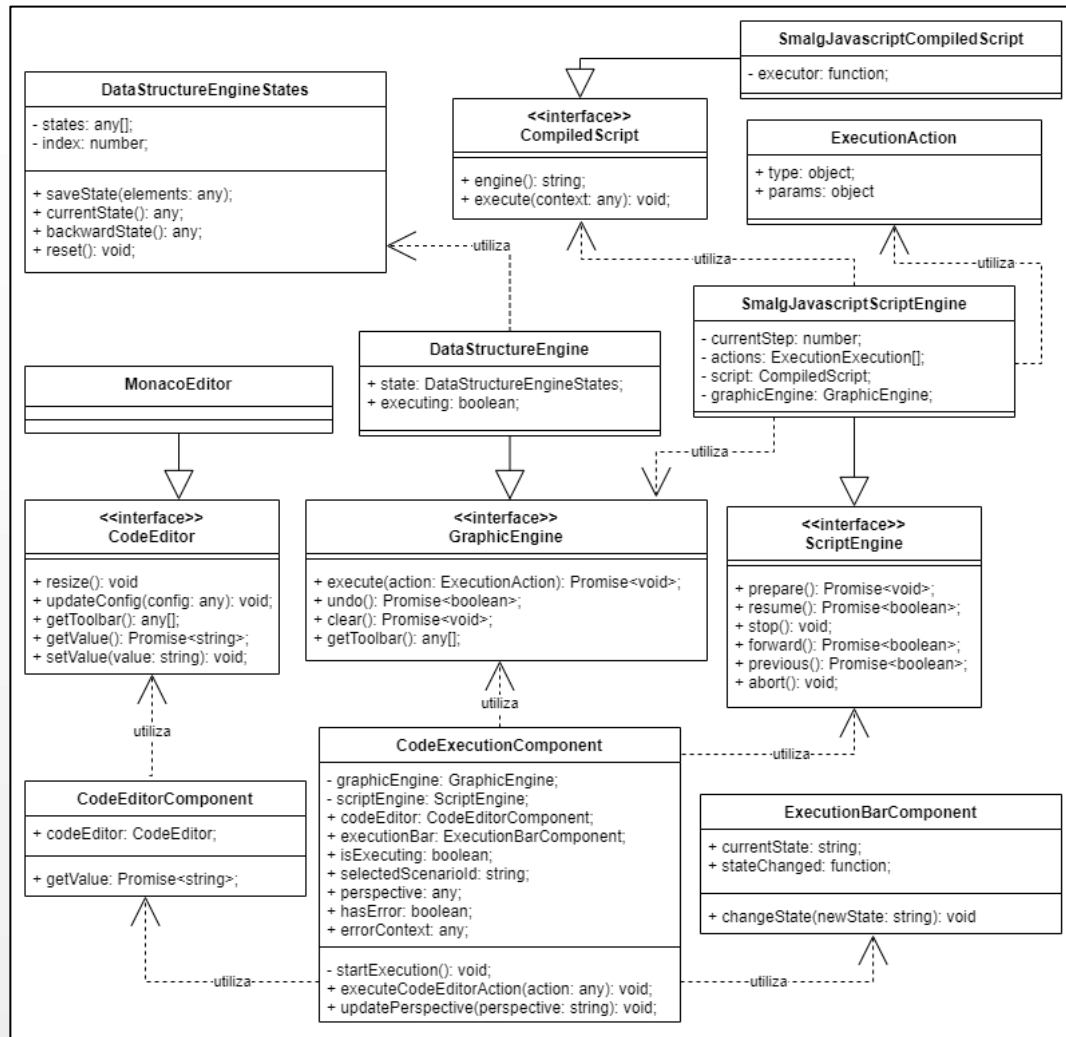 SmalgJavascriptCompiledScript
- executor: function;
DataStructureEngineStates
- states: any[];
- index: number;
+ saveState(elements: any);
+ currentState(): any;
+ backwardState(): any;
+ reset(): void;
<<interface>>
CompiledScript
+ engine(): string;
+ execute(context: any): void;
ExecutionAction
+ type: object;
+ params: object
utiliza
utiliza
utiliza
SmalgJavascriptScriptEngine
- currentStep: number;
- actions: ExecutionExecution[];
- script: CompiledScript;
- graphicEngine: GraphicEngine;
DataStructureEngine
+ state: DataStructureEngineStates;
+ executing: boolean;
MonacoEditor
utiliza
<<interface>>
CodeEditor
+ resize(): void
+ updateConfig(config: any): void;
+ getToolbar(): any[];
+ getValue(): Promise<string>;
+ setValue(value: string): void;
<<interface>>
GraphicEngine
+ execute(action: ExecutionAction): Promise<void>;
+ undo(): Promise<boolean>;
+ clear(): Promise<void>;
+ getToolbar(): any[];
<<interface>>
ScriptEngine
+ prepare(): Promise<void>;
+ resume(): Promise<boolean>;
+ stop(): void;
+ forward(): Promise<boolean>;
+ previous(): Promise<boolean>;
+ abort(): void;
utiliza
utiliza
utiliza
CodeEditorComponent
+ codeEditor: CodeEditor;
+ getValue: Promise<string>;
CodeExecutionComponent
- graphicEngine: GraphicEngine;
- scriptEngine: ScriptEngine;
+ codeEditor: CodeEditorComponent;
+ executionBar: ExecutionBarComponent;
+ isExecuting: boolean;
+ selectedScenarioId: string;
+ perspective: any;
+ hasError: boolean;
+ errorContext: any;
- startExecution(): void;
+ executeCodeEditorAction(action: any): void;
+ updatePerspective(perspective: string): void;
ExecutionBarComponent
+ currentState: string;
+ stateChanged: function;
+ changeState(newState: string): void
utiliza
utiliza